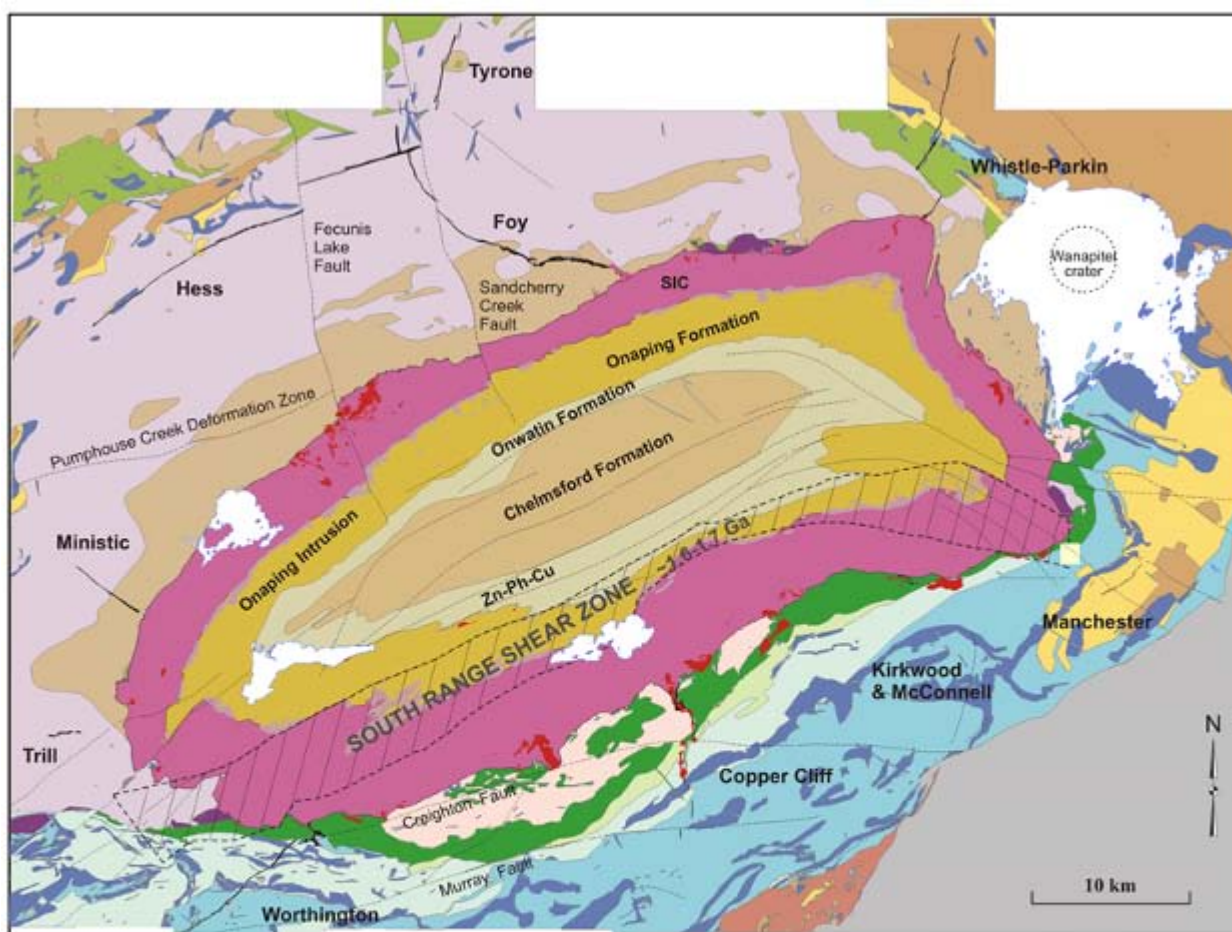 Tyrone
Whistle-Parkin
Foy
Fecunis
Lake
Fault
Wanapitei
crater
Hess
SIC
Sandcherry
Creek
Fault
Onaping Formation
Onwatin Formation
Pumphouse Creek Deformation Zone
Chelmsford Formation
Ministic
Onaping Intrusion
Zn-Ph-Cu
SOUTH RANGE SHEAR ZONE ~1.6-1.7 Ga
Manchester
Kirkwood
& McConnell
Trill
N
Copper Cliff
Creighton Fault
Murray Fault
10 km
Worthington